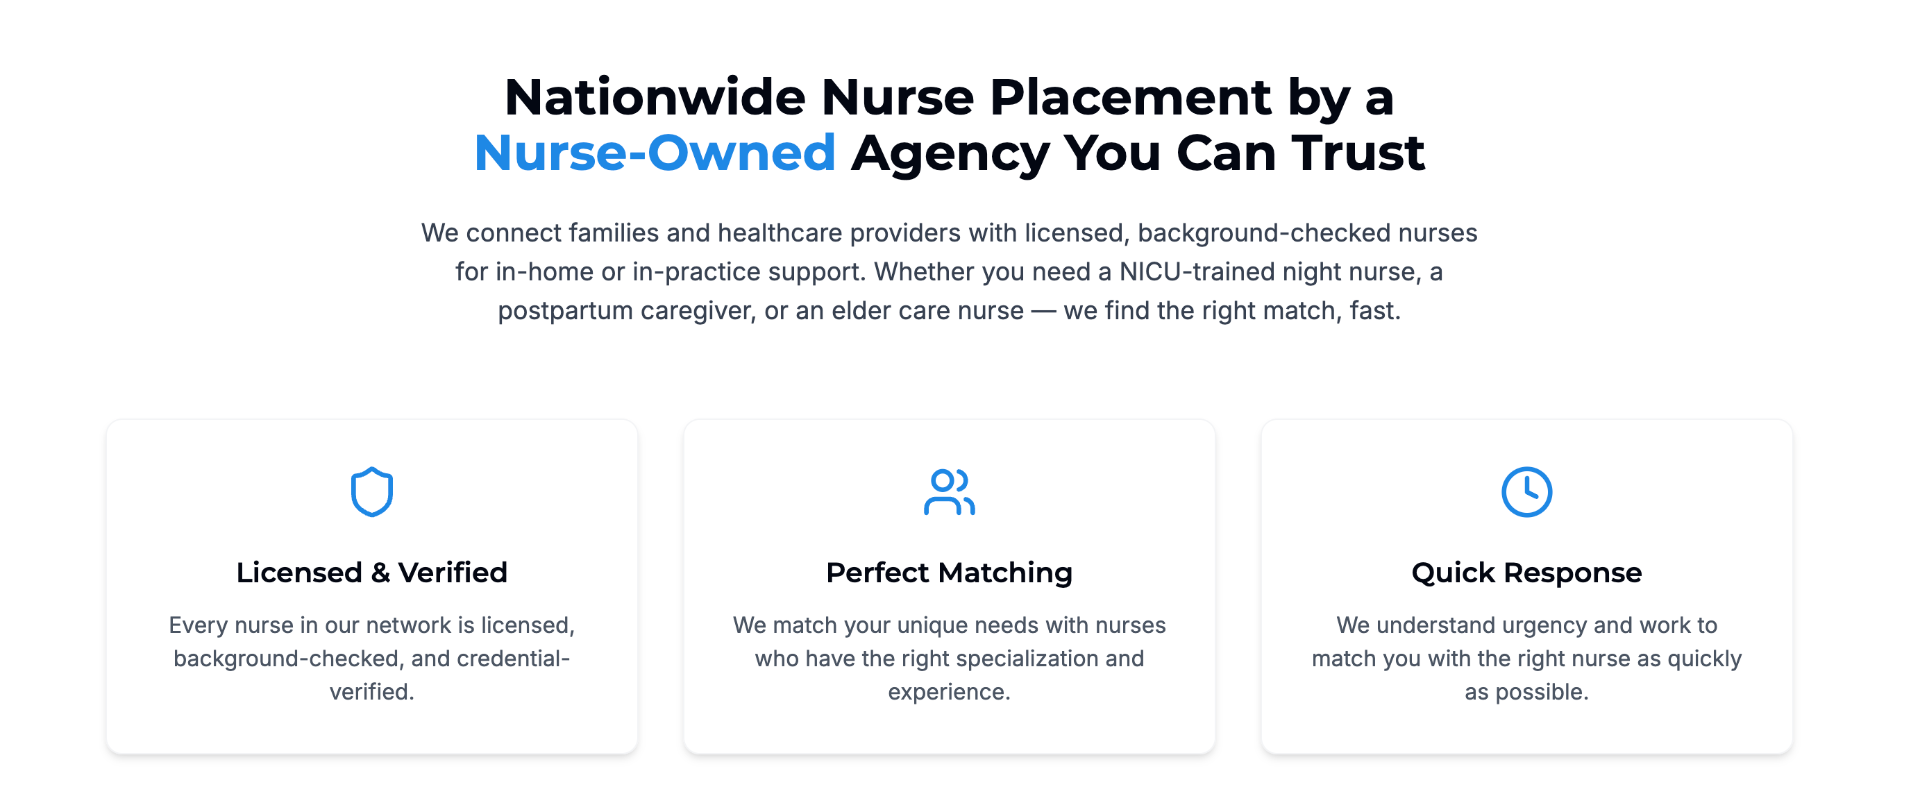 Nationwide Nurse Placement by a
Nurse-Owned Agency You Can Trust
We connect families and healthcare providers with licensed, background-checked nurses
for in-home or in-practice support. Whether you need a NICU-trained night nurse, a
postpartum caregiver, or an elder care nurse — we find the right match, fast.
Licensed & Verified
Every nurse in our network is licensed,
background-checked, and credential-
verified.
Perfect Matching
We match your unique needs with nurses
who have the right specialization and
experience.
Quick Response
We understand urgency and work to
match you with the right nurse as quickly
as possible.